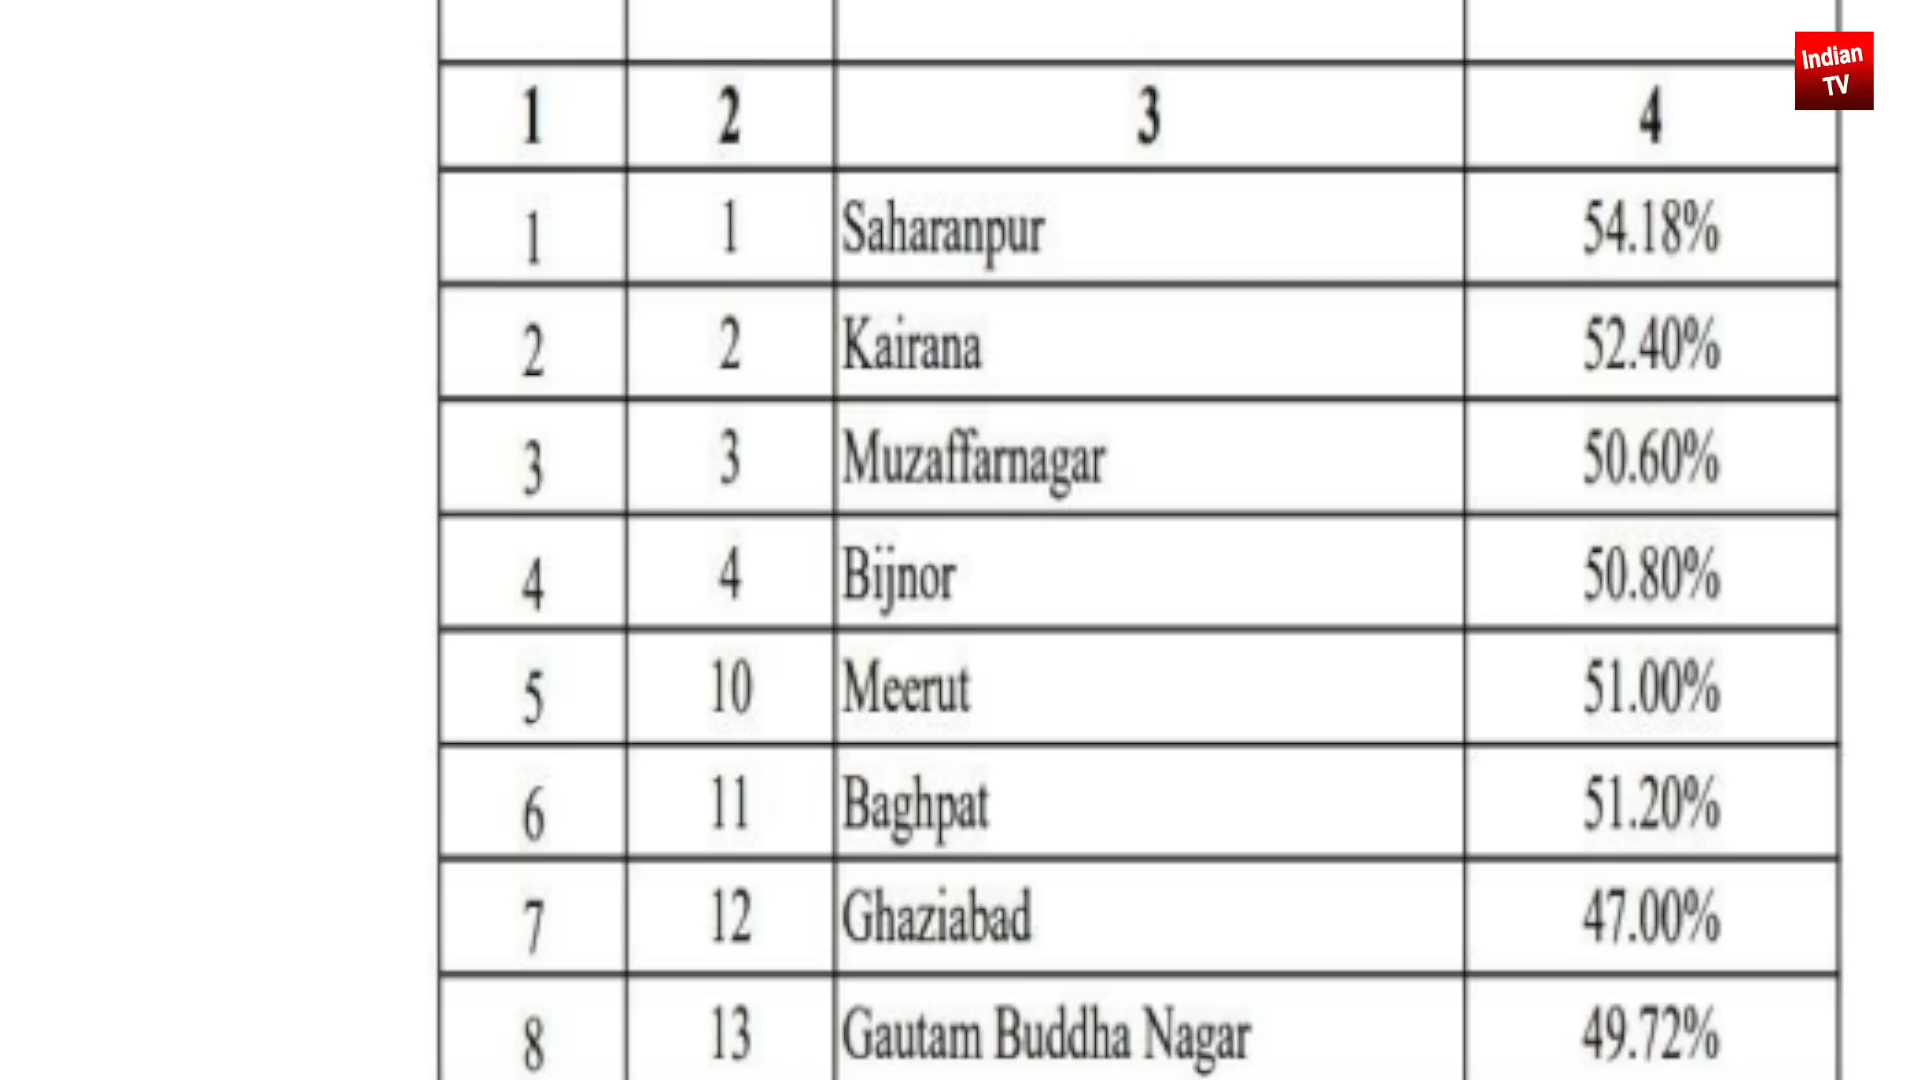 Indian
TV
1 2 3 4
1 1 Saharanpur 54.18%
2 2 Kairana 52.40%
3 3 Muzaffarnagar 50.60%
4 4 Bijnor 50.80%
5 10 Meerut 51.00%
6 11 Baghpat 51.20%
7 12 Ghaziabad 47.00%
8 13 Gautam Buddha Nagar 49.72%